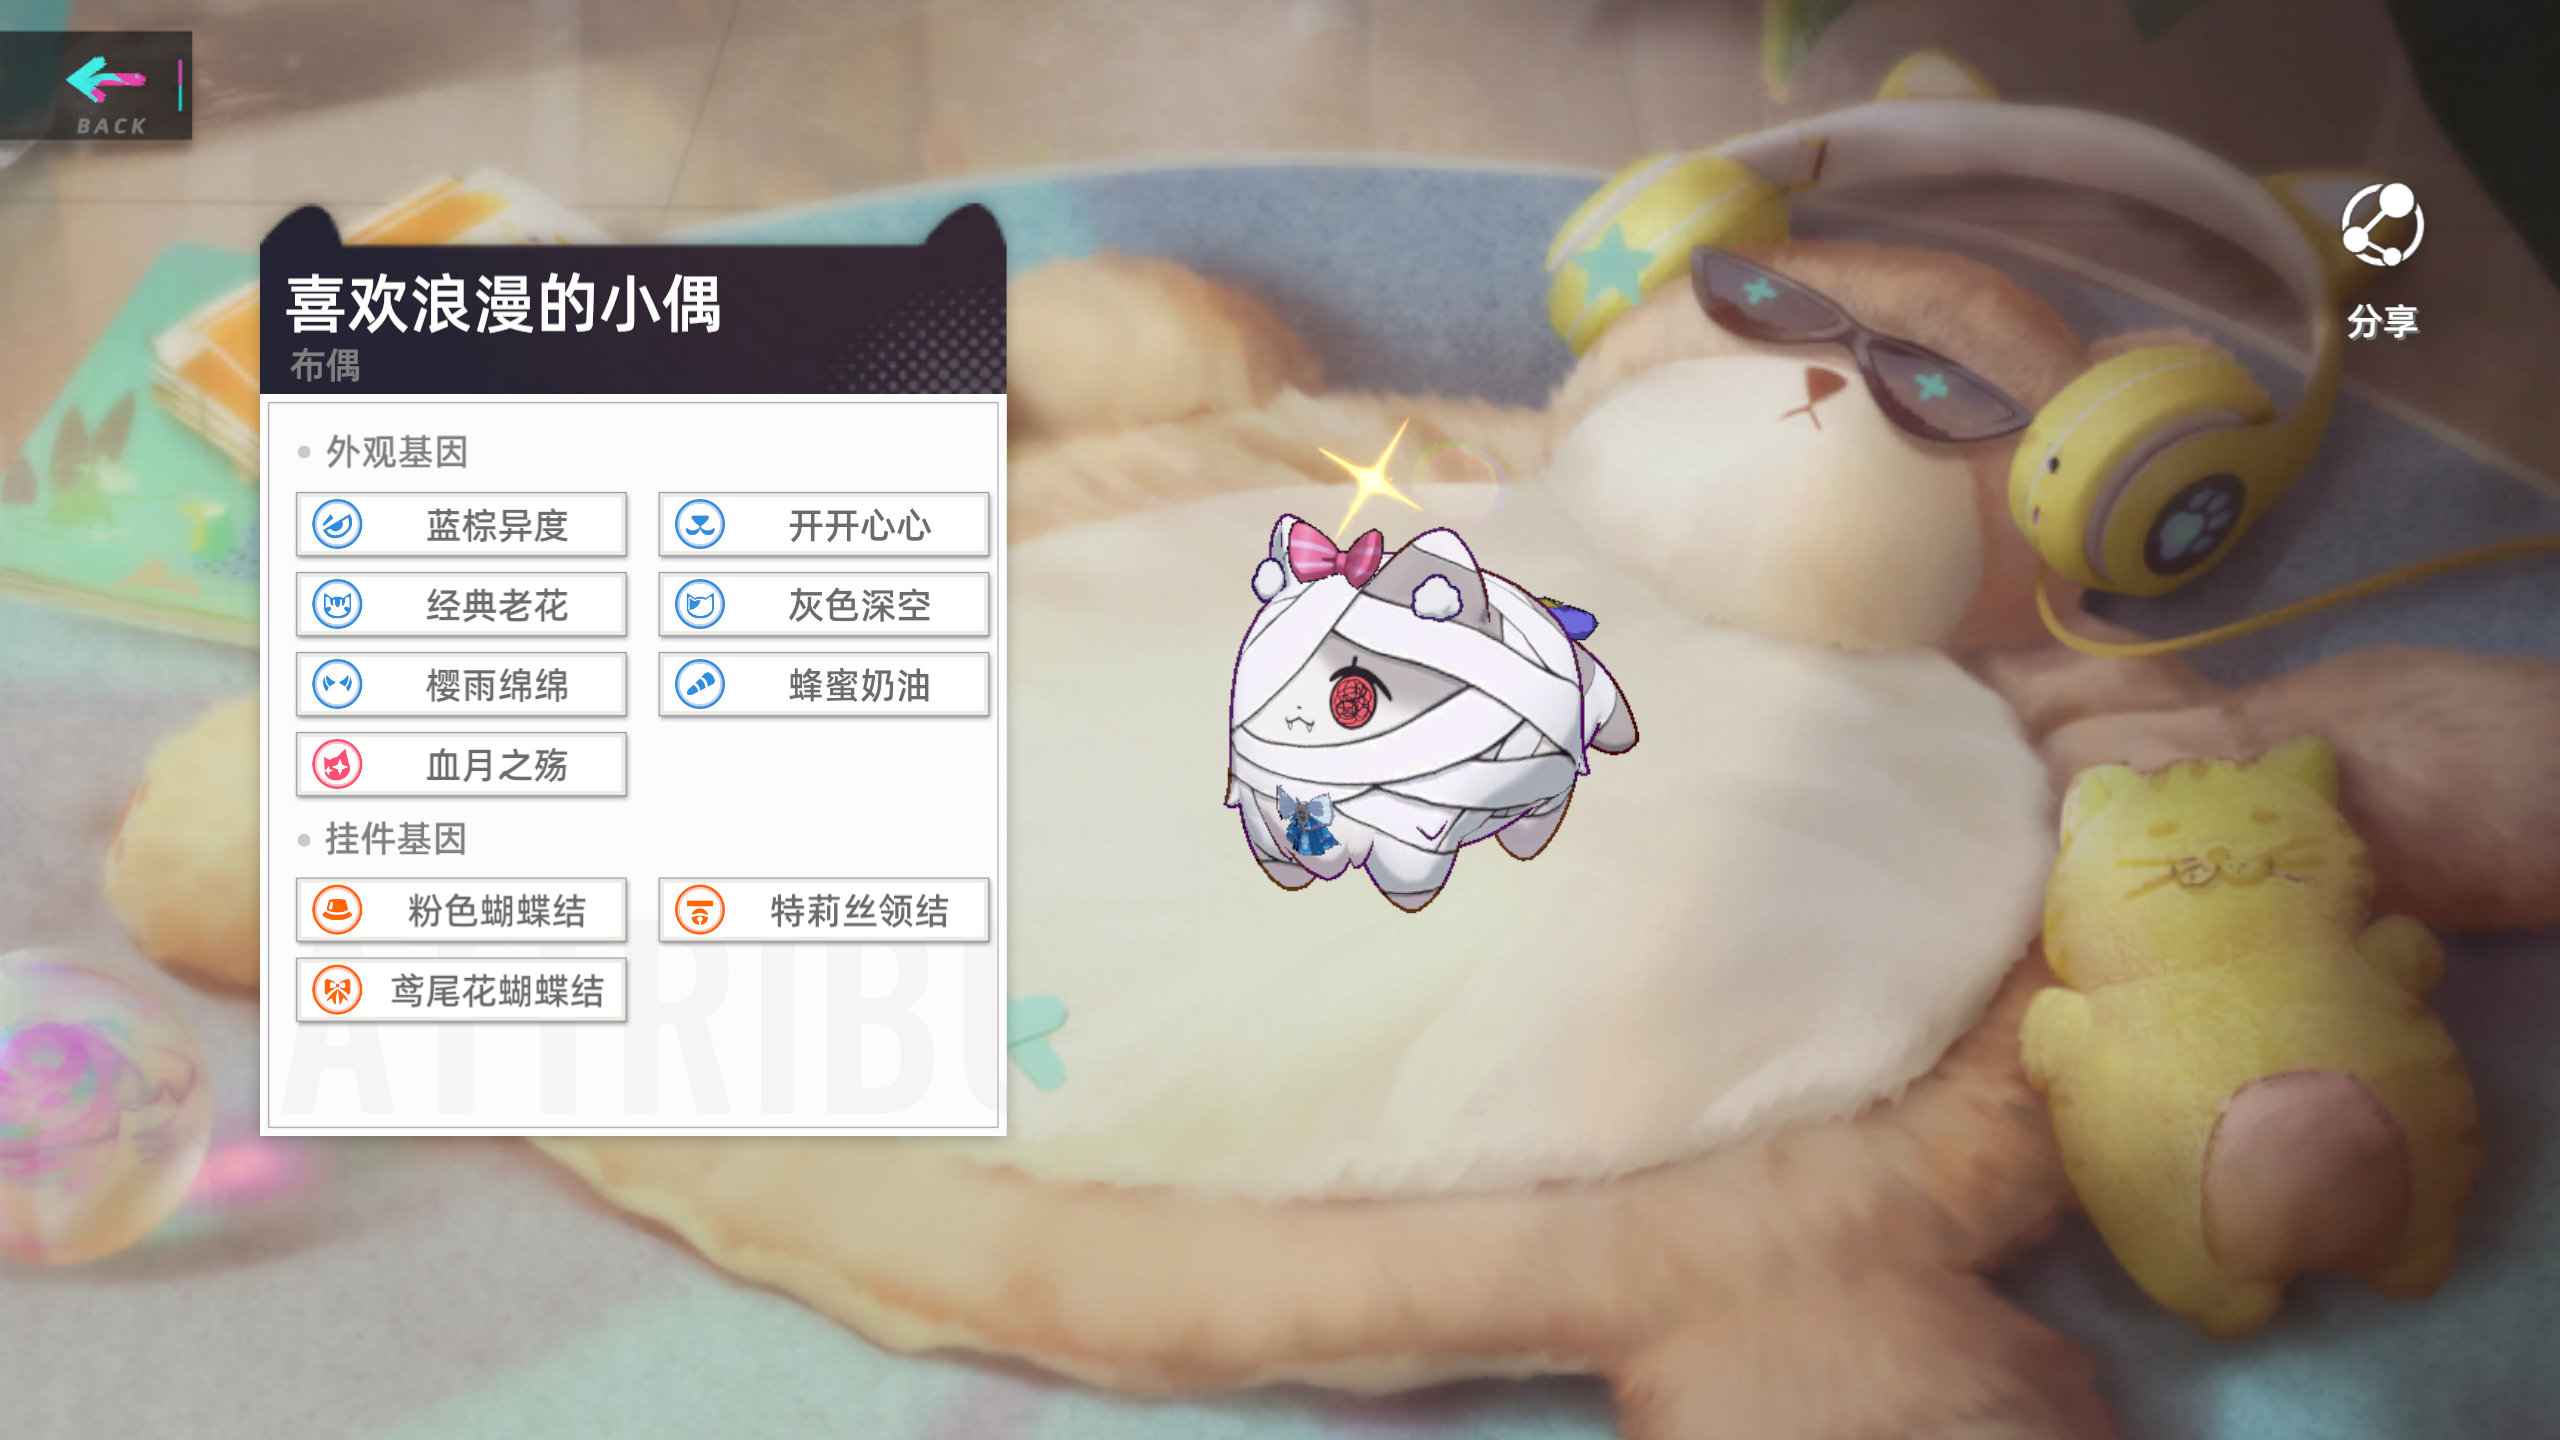 BACK
分享
喜欢浪漫的小偶
布偶
外观基因
蓝棕异度
开开心心
经典老花
灰色深空
樱雨绵绵
蜂蜜奶油
血月之殇
挂件基因
粉色蝴蝶结
特莉丝领结
鸢尾花蝴蝶结
ATTRIBU